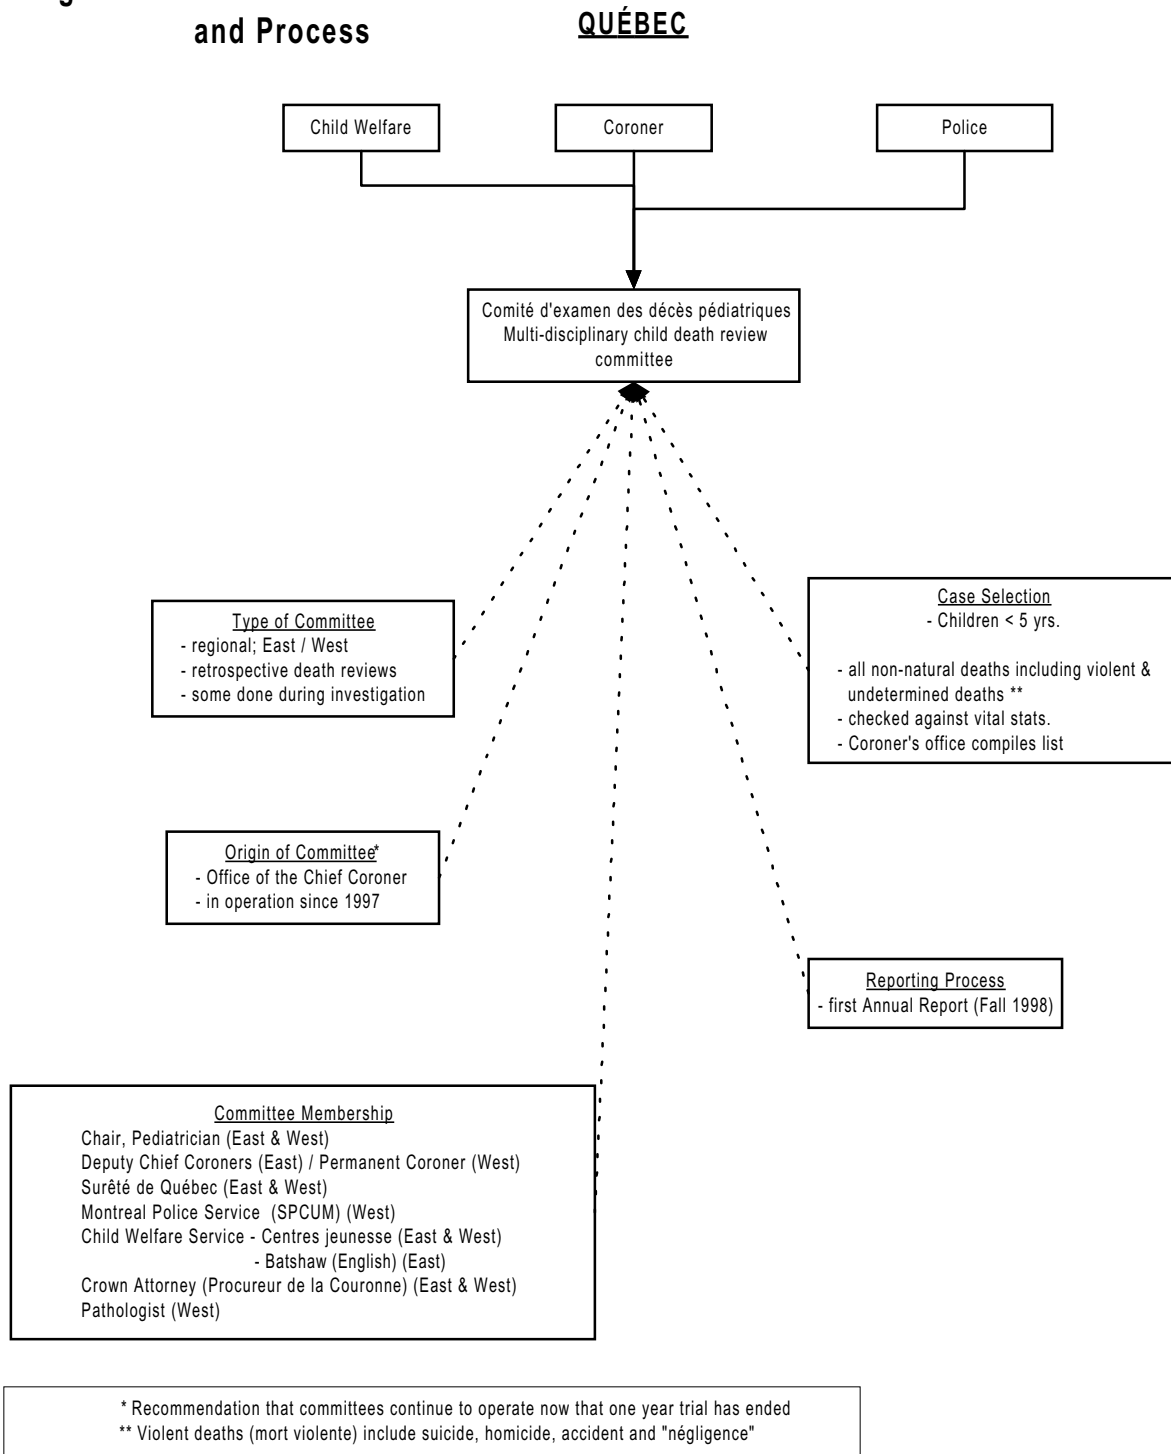 and Process
QUÉBEC
Child Welfare
Coroner
Police
Comité d'examen des décès pédiatriques
Multi-disciplinary child death review
committee
Type of Committee
- regional; East / West
- retrospective death reviews
- some done during investigation
Case Selection
- Children < 5 yrs.
- all non-natural deaths including violent &
undetermined deaths **
- checked against vital stats.
- Coroner's office compiles list
Origin of Committee*
- Office of the Chief Coroner
- in operation since 1997
Reporting Process
- first Annual Report (Fall 1998)
Committee Membership
Chair, Pediatrician (East & West)
Deputy Chief Coroners (East) / Permanent Coroner (West)
Surêté de Québec (East & West)
Montreal Police Service (SPCUM) (West)
Child Welfare Service - Centres jeunesse (East & West)
- Batshaw (English) (East)
Crown Attorney (Procureur de la Couronne) (East & West)
Pathologist (West)
* Recommendation that committees continue to operate now that one year trial has ended
** Violent deaths (mort violente) include suicide, homicide, accident and "négligence"